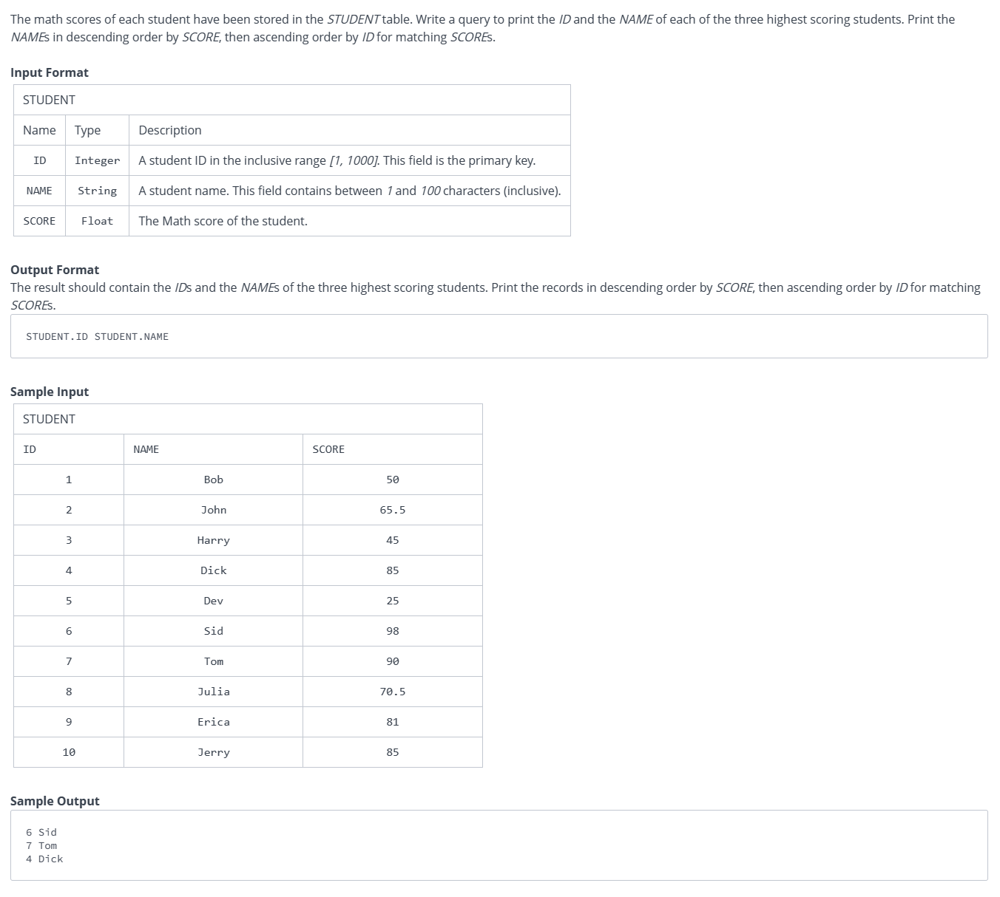 The math scores of each student have been stored in the STUDENT table. Write a query to print the ID and the NAME of each of the three highest scoring students. Print the
NAMEs in descending order by SCORE, then ascending order by ID for matching SCOREs.
Input Format
STUDENT
Name Type Description
ID Integer A student ID in the inclusive range [1, 1000]. This field is the primary key.
NAME String A student name. This field contains between 1 and 100 characters (inclusive).
SCORE Float The Math score of the student.
Output Format
The result should contain the IDs and the NAMEs of the three highest scoring students. Print the records in descending order by SCORE, then ascending order by ID for matching
SCOREs.
STUDENT.ID STUDENT.NAME
Sample Input
STUDENT
ID NAME SCORE
1 Bob 50
2 John 65.5
3 Harry 45
4 Dick 85
5 Dev 25
6 Sid 98
7 Tom 90
8 Julia 70.5
9 Erica 81
10 Jerry 85
Sample Output
6 Sid
7 Tom
4 Dick